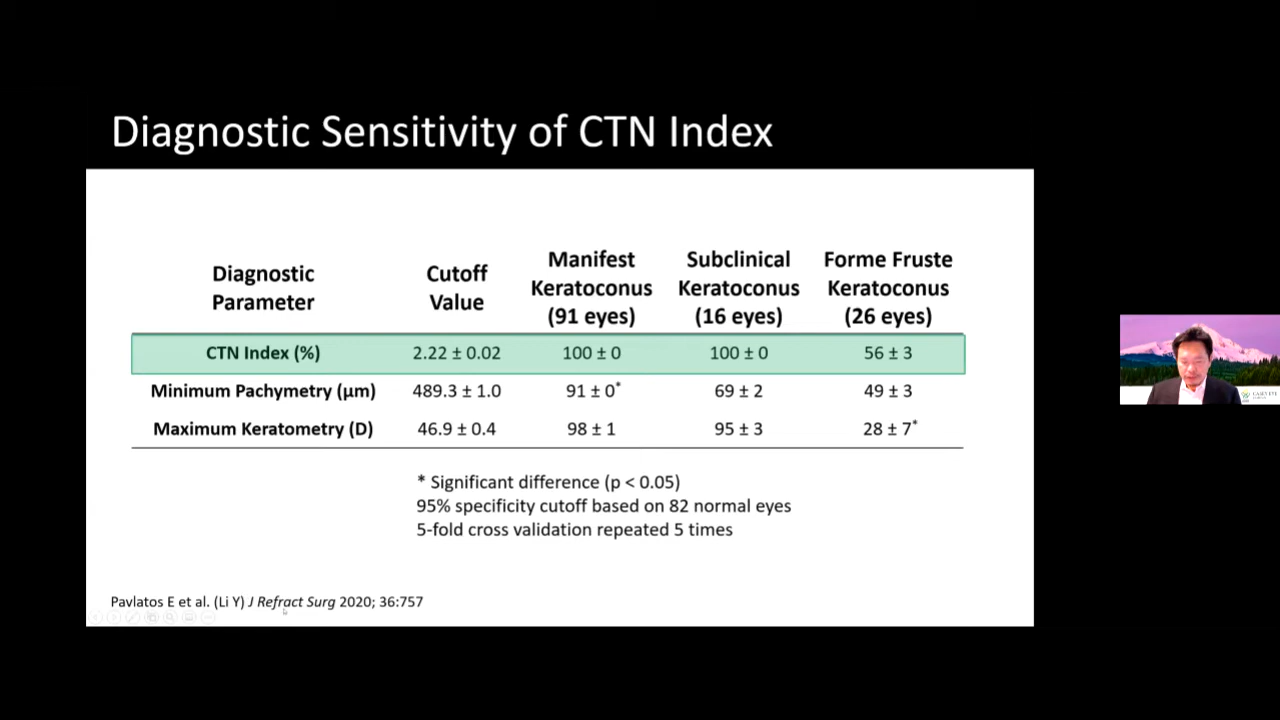 Diagnostic Sensitivity of CTN Index
Diagnostic Parameter Cutoff Value Manifest Keratoconus (91 eyes) Subclinical Keratoconus (16 eyes) Forme Fruste Keratoconus (26 eyes)
CTN Index (%) 2.22 ± 0.02 100 ± 0 100 ± 0 56 ± 3
Minimum Pachymetry (μm) 489.3 ± 1.0 91 ± 0* 69 ± 2 49 ± 3
Maximum Keratometry (D) 46.9 ± 0.4 98 ± 1 95 ± 3 28 ± 7*
* Significant difference (p < 0.05)
95% specificity cutoff based on 82 normal eyes
5-fold cross validation repeated 5 times
Pavlatos E et al. (Li Y) J Refract Surg 2020; 36:757
CASEY EYE